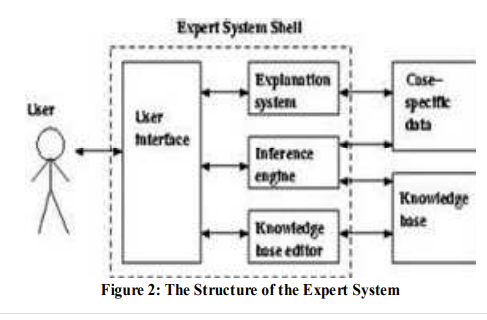 Expert System Shell
User
User
interface
Explanation
system
Inference
engine
Knowledge
base editor
Case–
specific
data
Knowledge
base
Figure 2: The Structure of the Expert System